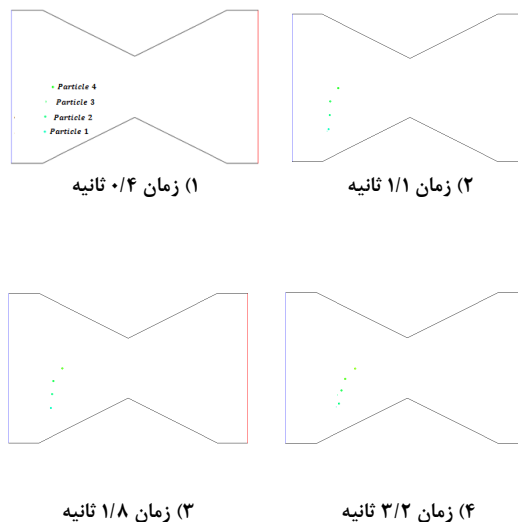 Particle 4
Particle 3
Particle 2
Particle 1
۱) زمان ۰/۴ ثانیه
۲) زمان ۱/۱ ثانیه
۳) زمان ۱/۸ ثانیه
۴) زمان ۳/۲ ثانیه